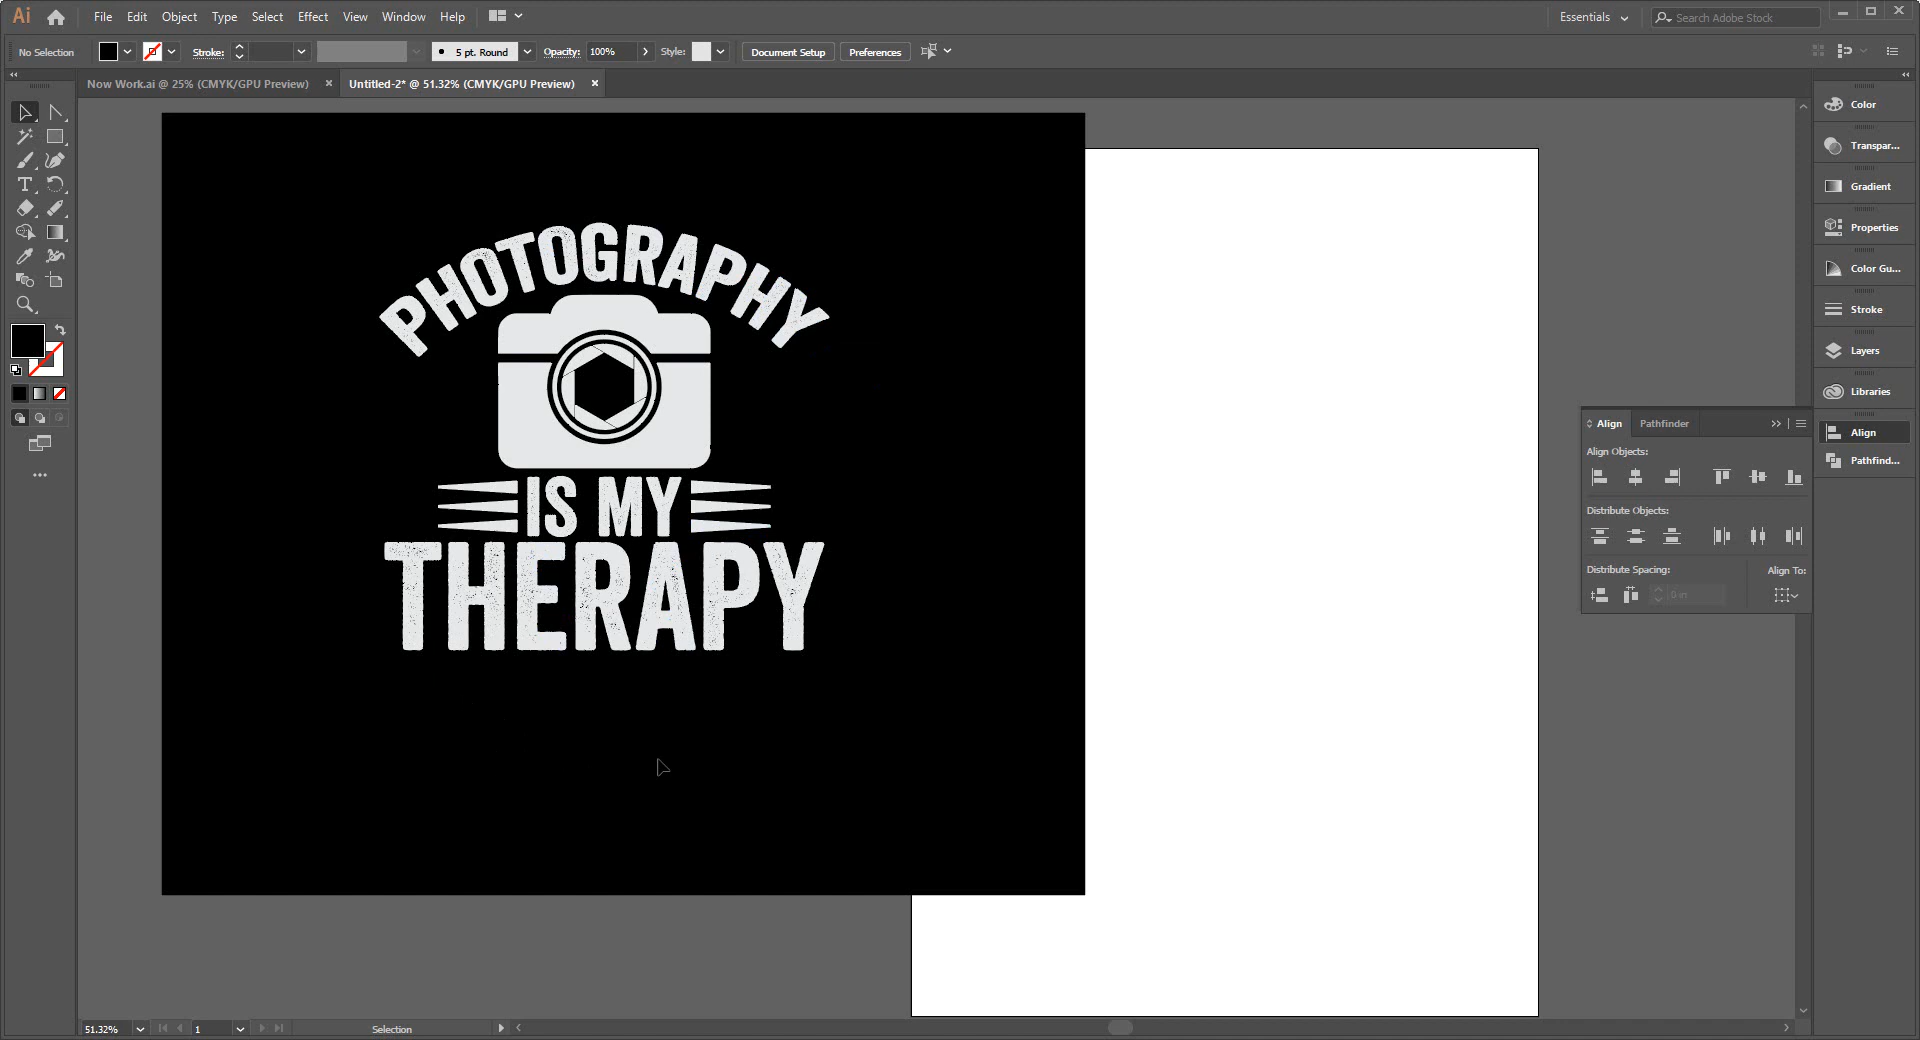 Ai File Edit Object Type Select Effect View Window Help Essentials Search Adobe Stock
No Selection Stroke: 5 pt. Round Opacity: 100% Style: Document Setup Preferences
Now Work.ai @ 25% (CMYK/GPU Preview) × Untitled-2* @ 51.32% (CMYK/GPU Preview) ×
PHOTOGRAPHY
IS MY
THERAPY
Color
Transpar...
Gradient
Properties
Color Gu...
Stroke
Layers
Libraries
Align
Pathfind...
Align Pathfinder
Align Objects:
Distribute Objects:
Distribute Spacing: Align To:
0 in
51.32% 1 Selection